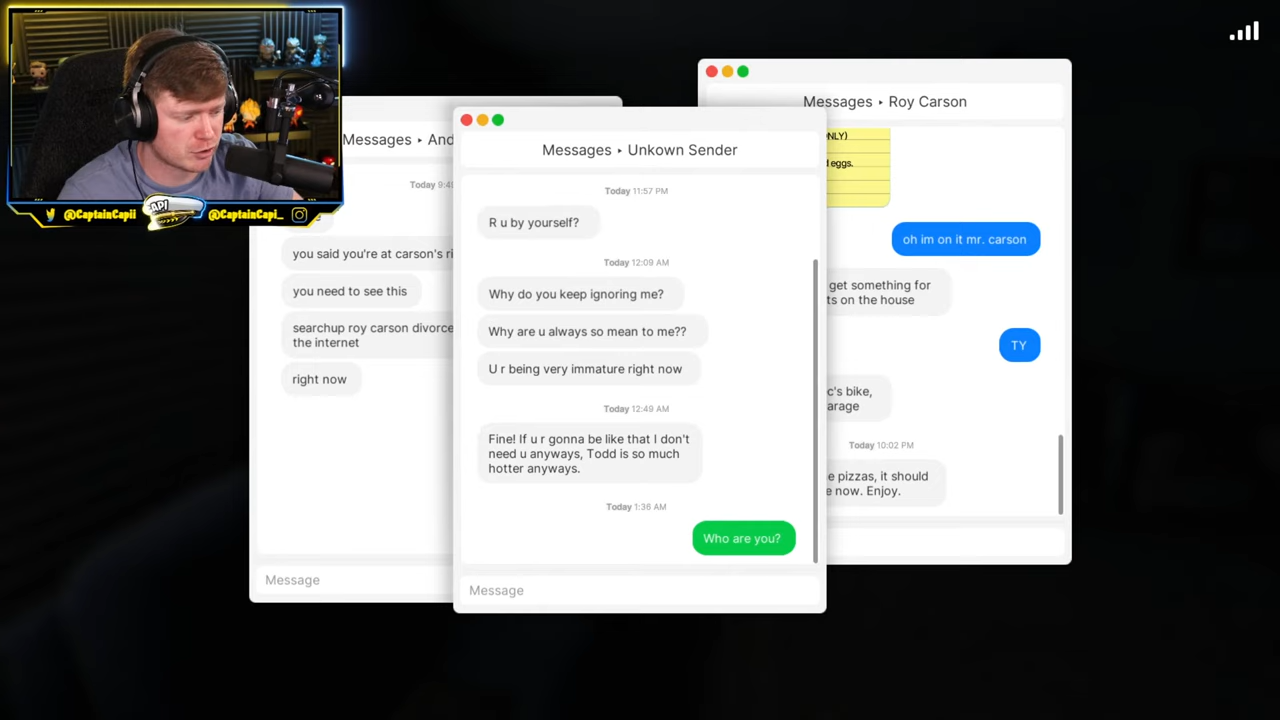 @CaptainCapii
API
@CaptainCapi_
Messages ▸ And
Today 9:4
you said you're at carson's ri
you need to see this
searchup roy carson divorce
the internet
right now
Message
Messages ▸ Unkown Sender
Today 11:57 PM
R u by yourself?
Today 12:09 AM
Why do you keep ignoring me?
Why are u always so mean to me??
U r being very immature right now
Today 12:49 AM
Fine! If u r gonna be like that I don't
need u anyways, Todd is so much
hotter anyways.
Today 1:36 AM
Who are you?
Message
Messages ▸ Roy Carson
NLY)
d eggs.
oh im on it mr. carson
get something for
ts on the house
TY
c's bike,
arage
Today 10:02 PM
e pizzas, it should
e now. Enjoy.